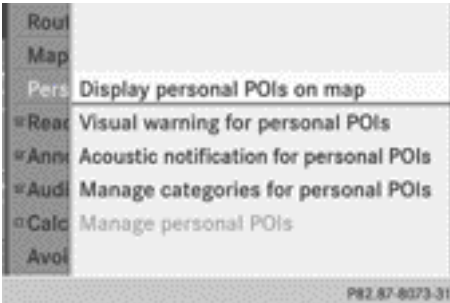 Rout
Map
Pers Display personal POIs on map
Read Visual warning for personal POIs
Anno Acoustic notification for personal POIs
Audi Manage categories for personal POIs
Calc Manage personal POIs
Avoi
P82.87-8073-31